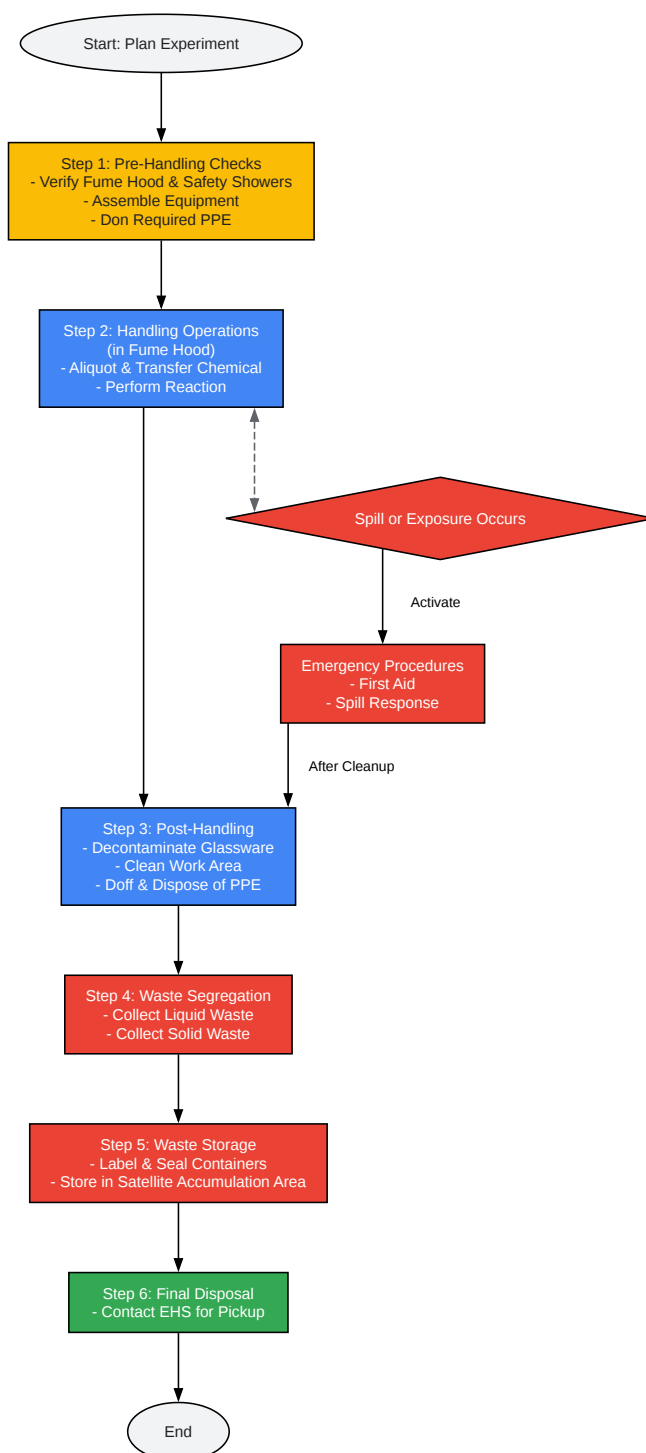 Start: Plan Experiment
Step 1: Pre-Handling Checks
- Verify Fume Hood & Safety Showers
- Assemble Equipment
- Don Required PPE
Step 2: Handling Operations
(in Fume Hood)
- Aliquot & Transfer Chemical
- Perform Reaction
Spill or Exposure Occurs
Activate
Emergency Procedures
- First Aid
- Spill Response
After Cleanup
Step 3: Post-Handling
- Decontaminate Glassware
- Clean Work Area
- Doff & Dispose of PPE
Step 4: Waste Segregation
- Collect Liquid Waste
- Collect Solid Waste
Step 5: Waste Storage
- Label & Seal Containers
- Store in Satellite Accumulation Area
Step 6: Final Disposal
- Contact EHS for Pickup
End